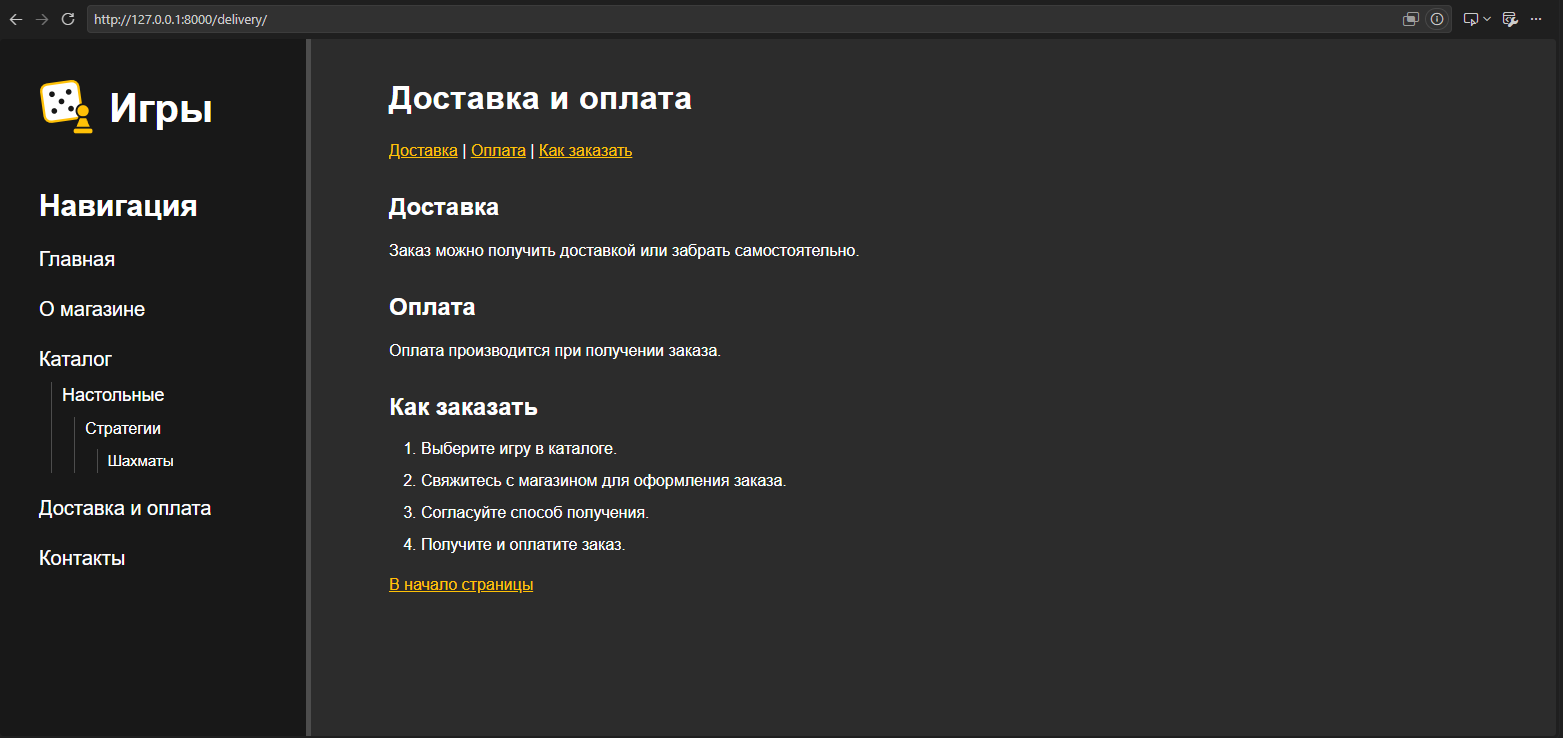 http://127.0.0.1:8000/delivery/
Игры
Навигация
Главная
О магазине
Каталог
Настольные
Стратегии
Шахматы
Доставка и оплата
Контакты
Доставка и оплата
Доставка | Оплата | Как заказать
Доставка
Заказ можно получить доставкой или забрать самостоятельно.
Оплата
Оплата производится при получении заказа.
Как заказать
1. Выберите игру в каталоге.
2. Свяжитесь с магазином для оформления заказа.
3. Согласуйте способ получения.
4. Получите и оплатите заказ.
В начало страницы